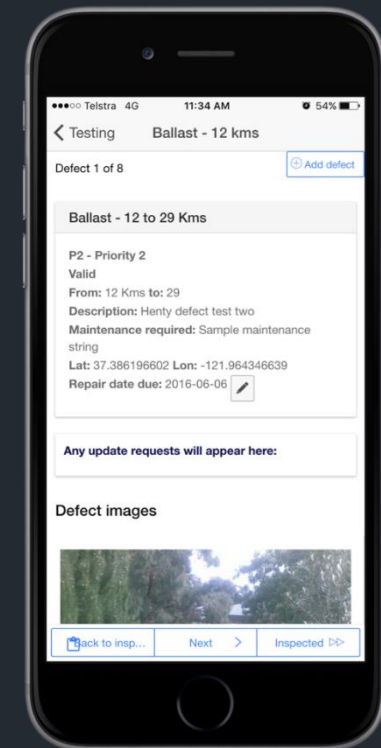 Telstra 4G 11:34 AM 54%
Testing Ballast - 12 kms
Defect 1 of 8 Add defect
Ballast - 12 to 29 Kms
P2 - Priority 2
Valid
From: 12 Kms to: 29
Description: Henty defect test two
Maintenance required: Sample maintenance
string
Lat: 37.386196602 Lon: -121.964346639
Repair date due: 2016-06-06
Any update requests will appear here:
Defect images
Back to insp... Next Inspected